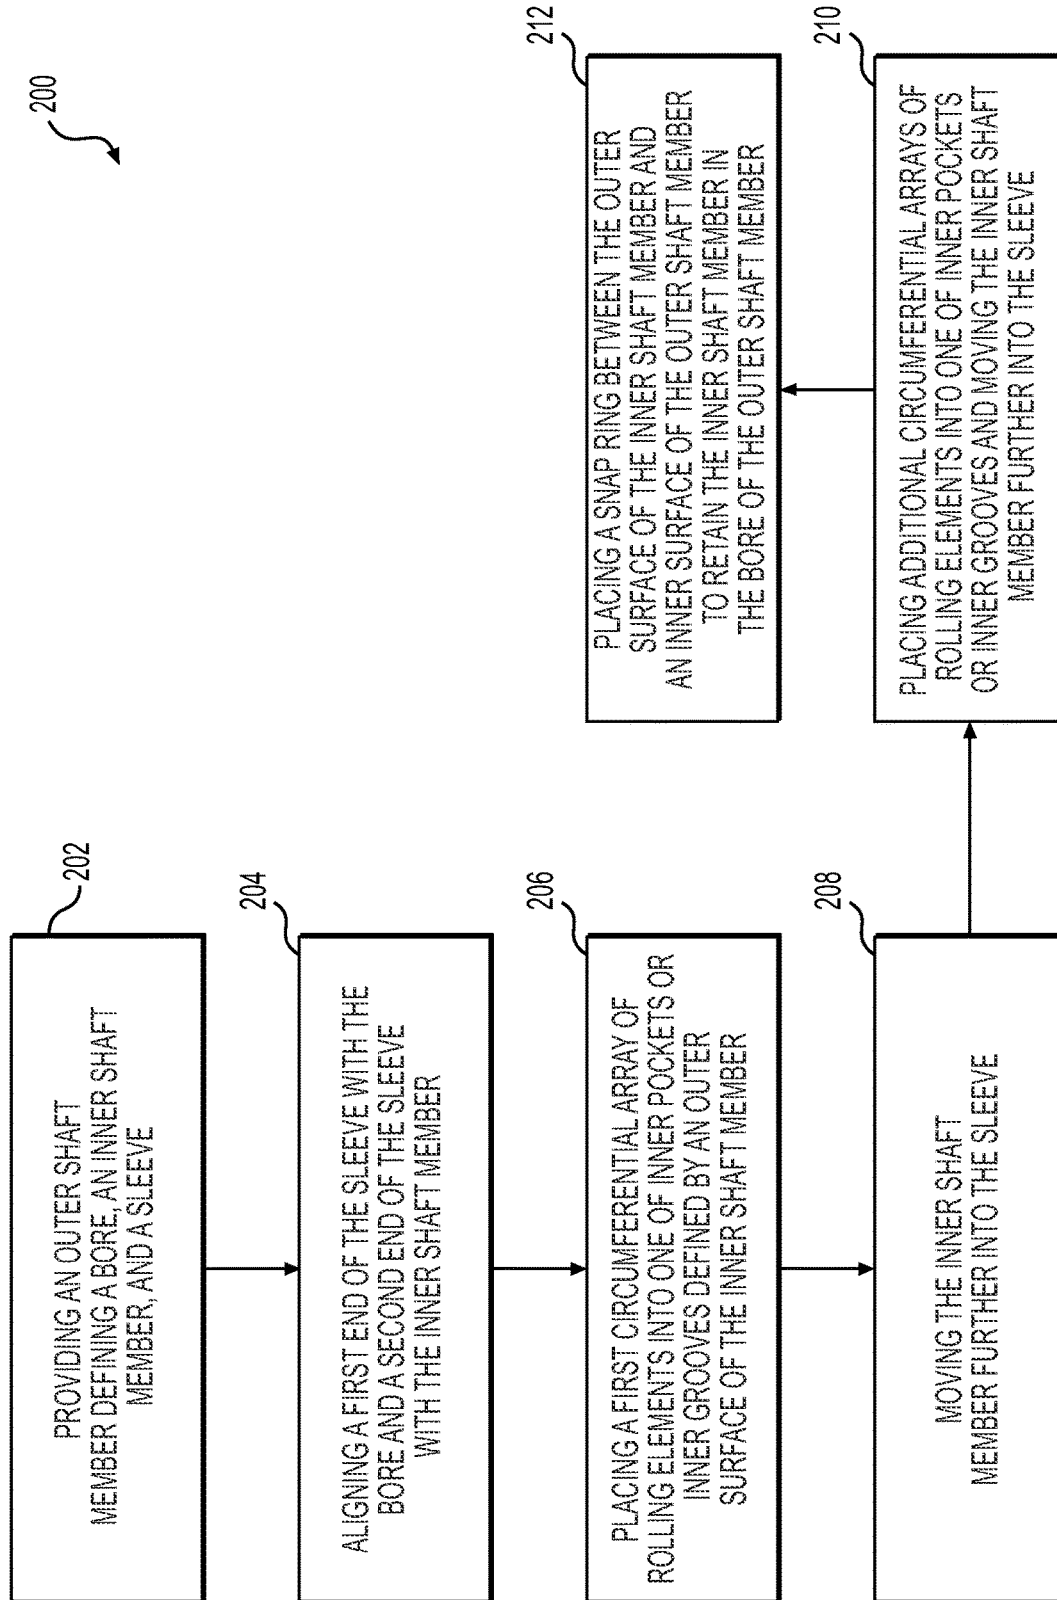 200
202
PROVIDING AN OUTER SHAFT
MEMBER DEFINING A BORE, AN INNER SHAFT
MEMBER, AND A SLEEVE
204
ALIGNING A FIRST END OF THE SLEEVE WITH THE
BORE AND A SECOND END OF THE SLEEVE
WITH THE INNER SHAFT MEMBER
206
PLACING A FIRST CIRCUMFERENTIAL ARRAY OF
ROLLING ELEMENTS INTO ONE OF INNER POCKETS OR
INNER GROOVES DEFINED BY AN OUTER
SURFACE OF THE INNER SHAFT MEMBER
208
MOVING THE INNER SHAFT
MEMBER FURTHER INTO THE SLEEVE
210
PLACING ADDITIONAL CIRCUMFERENTIAL ARRAYS OF
ROLLING ELEMENTS INTO ONE OF INNER POCKETS
OR INNER GROOVES AND MOVING THE INNER SHAFT
MEMBER FURTHER INTO THE SLEEVE
212
PLACING A SNAP RING BETWEEN THE OUTER
SURFACE OF THE INNER SHAFT MEMBER AND
AN INNER SURFACE OF THE OUTER SHAFT MEMBER
TO RETAIN THE INNER SHAFT MEMBER IN
THE BORE OF THE OUTER SHAFT MEMBER